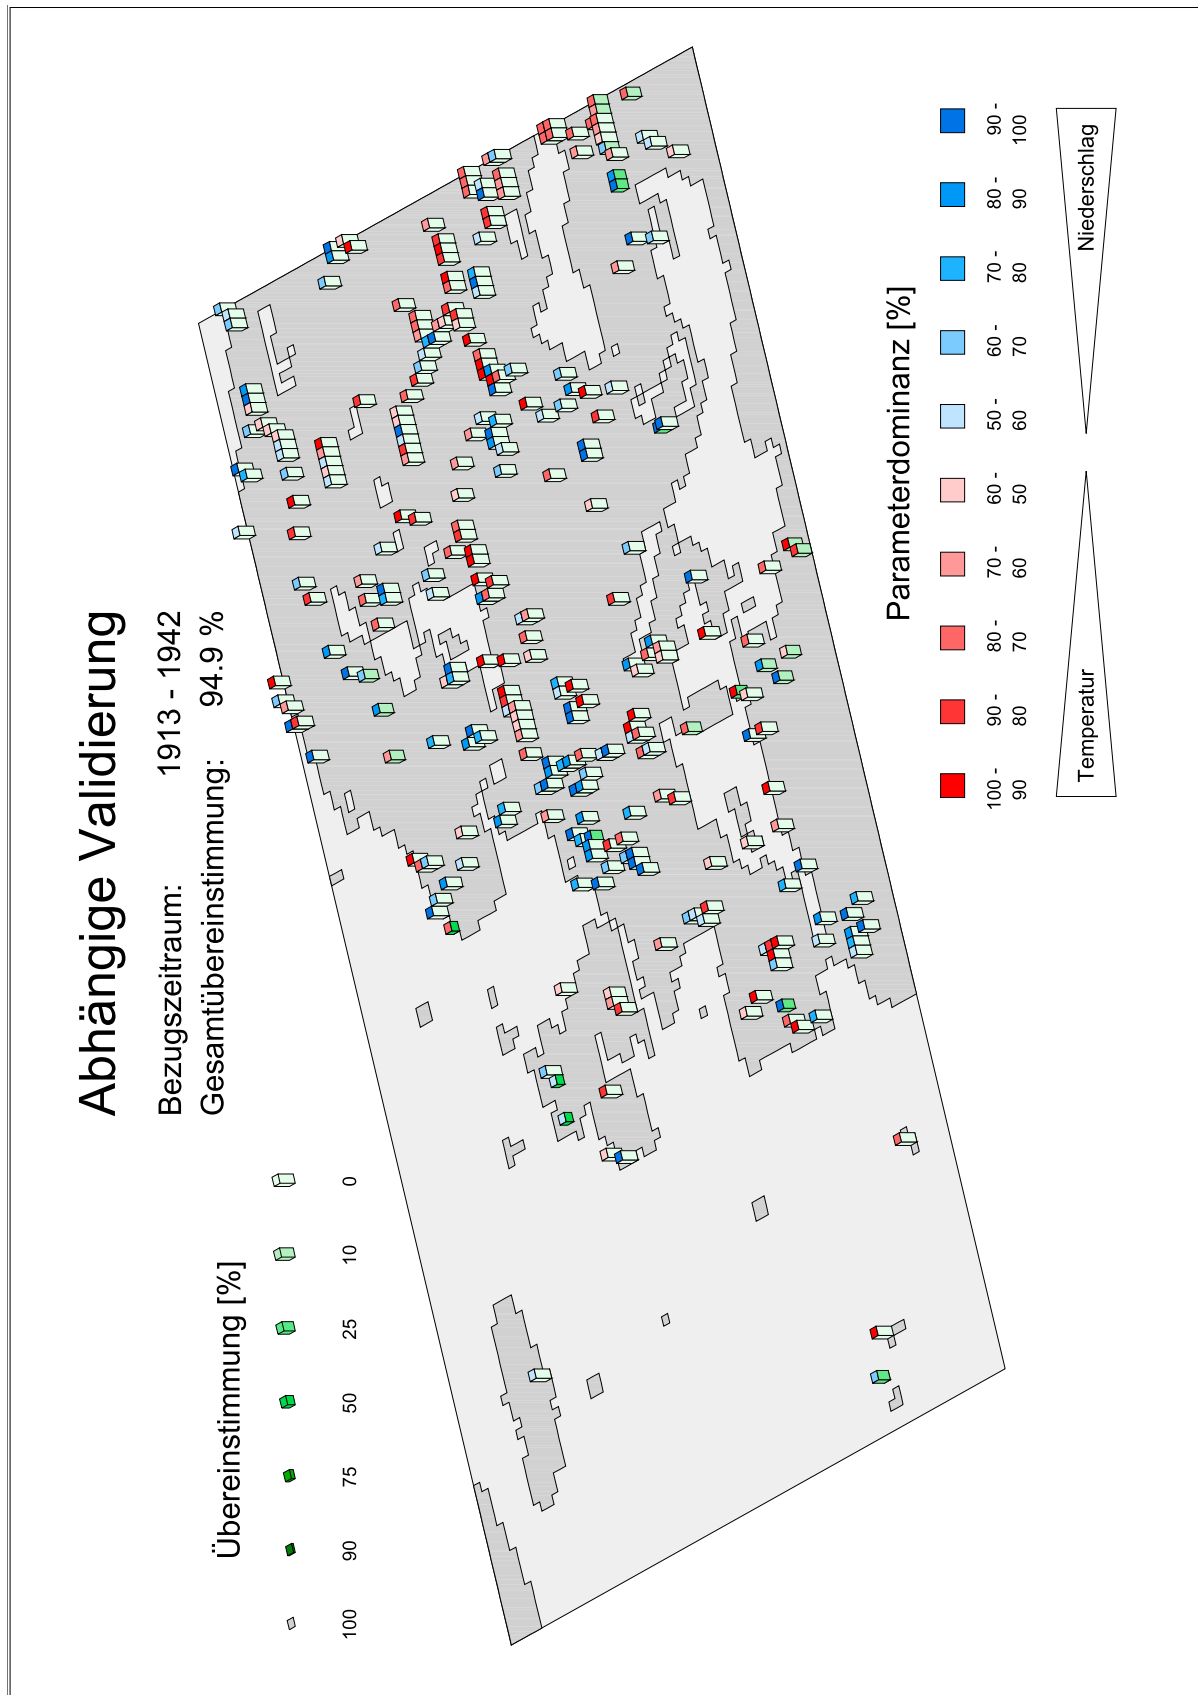 Abhängige Validierung
Bezugszeitraum: 1913 - 1942
Gesamtübereinstimmung: 94.9 %
Übereinstimmung [%]
100 90 75 50 25 10 0
Parameterdominanz [%]
100 - 90 - 80 - 70 - 60 - 50 - 60 - 70 - 80 - 90 -
90 80 70 60 50 60 70 80 90 100
Temperatur Niederschlag